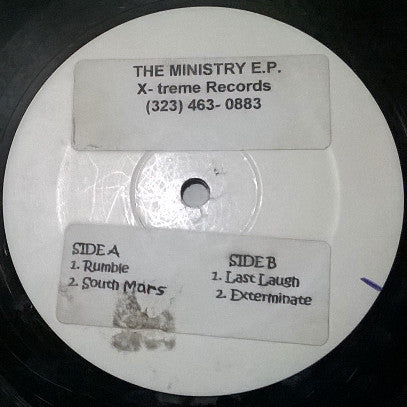 THE MINISTRY E.P.
X- treme Records
(323) 463- 0883
SIDE A
1. Rumble
2. South Mars
SIDE B
1. Last Laugh
2. Exterminate